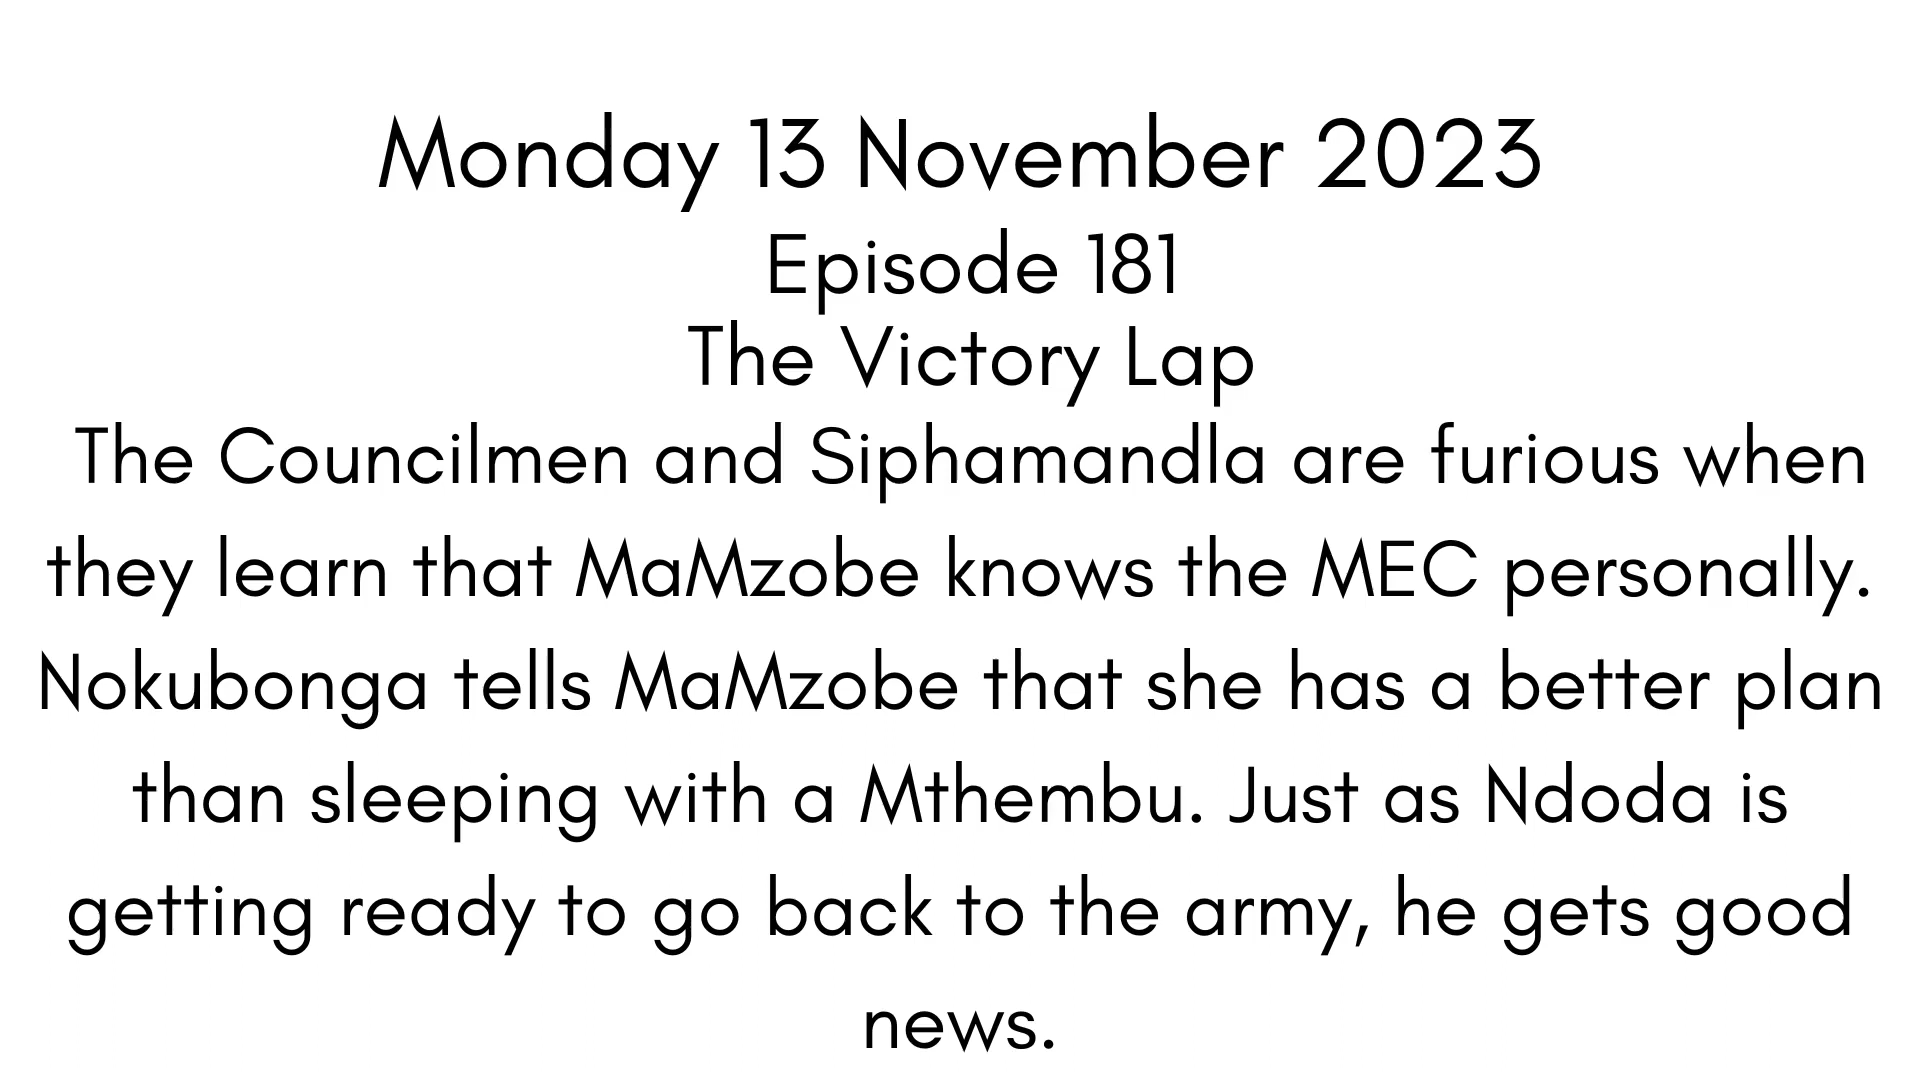 Monday 13 November 2023
Episode 181
The Victory Lap
The Councilmen and Siphamandla are furious when
they learn that MaMzobe knows the MEC personally.
Nokubonga tells MaMzobe that she has a better plan
than sleeping with a Mthembu. Just as Ndoda is
getting ready to go back to the army, he gets good
news.